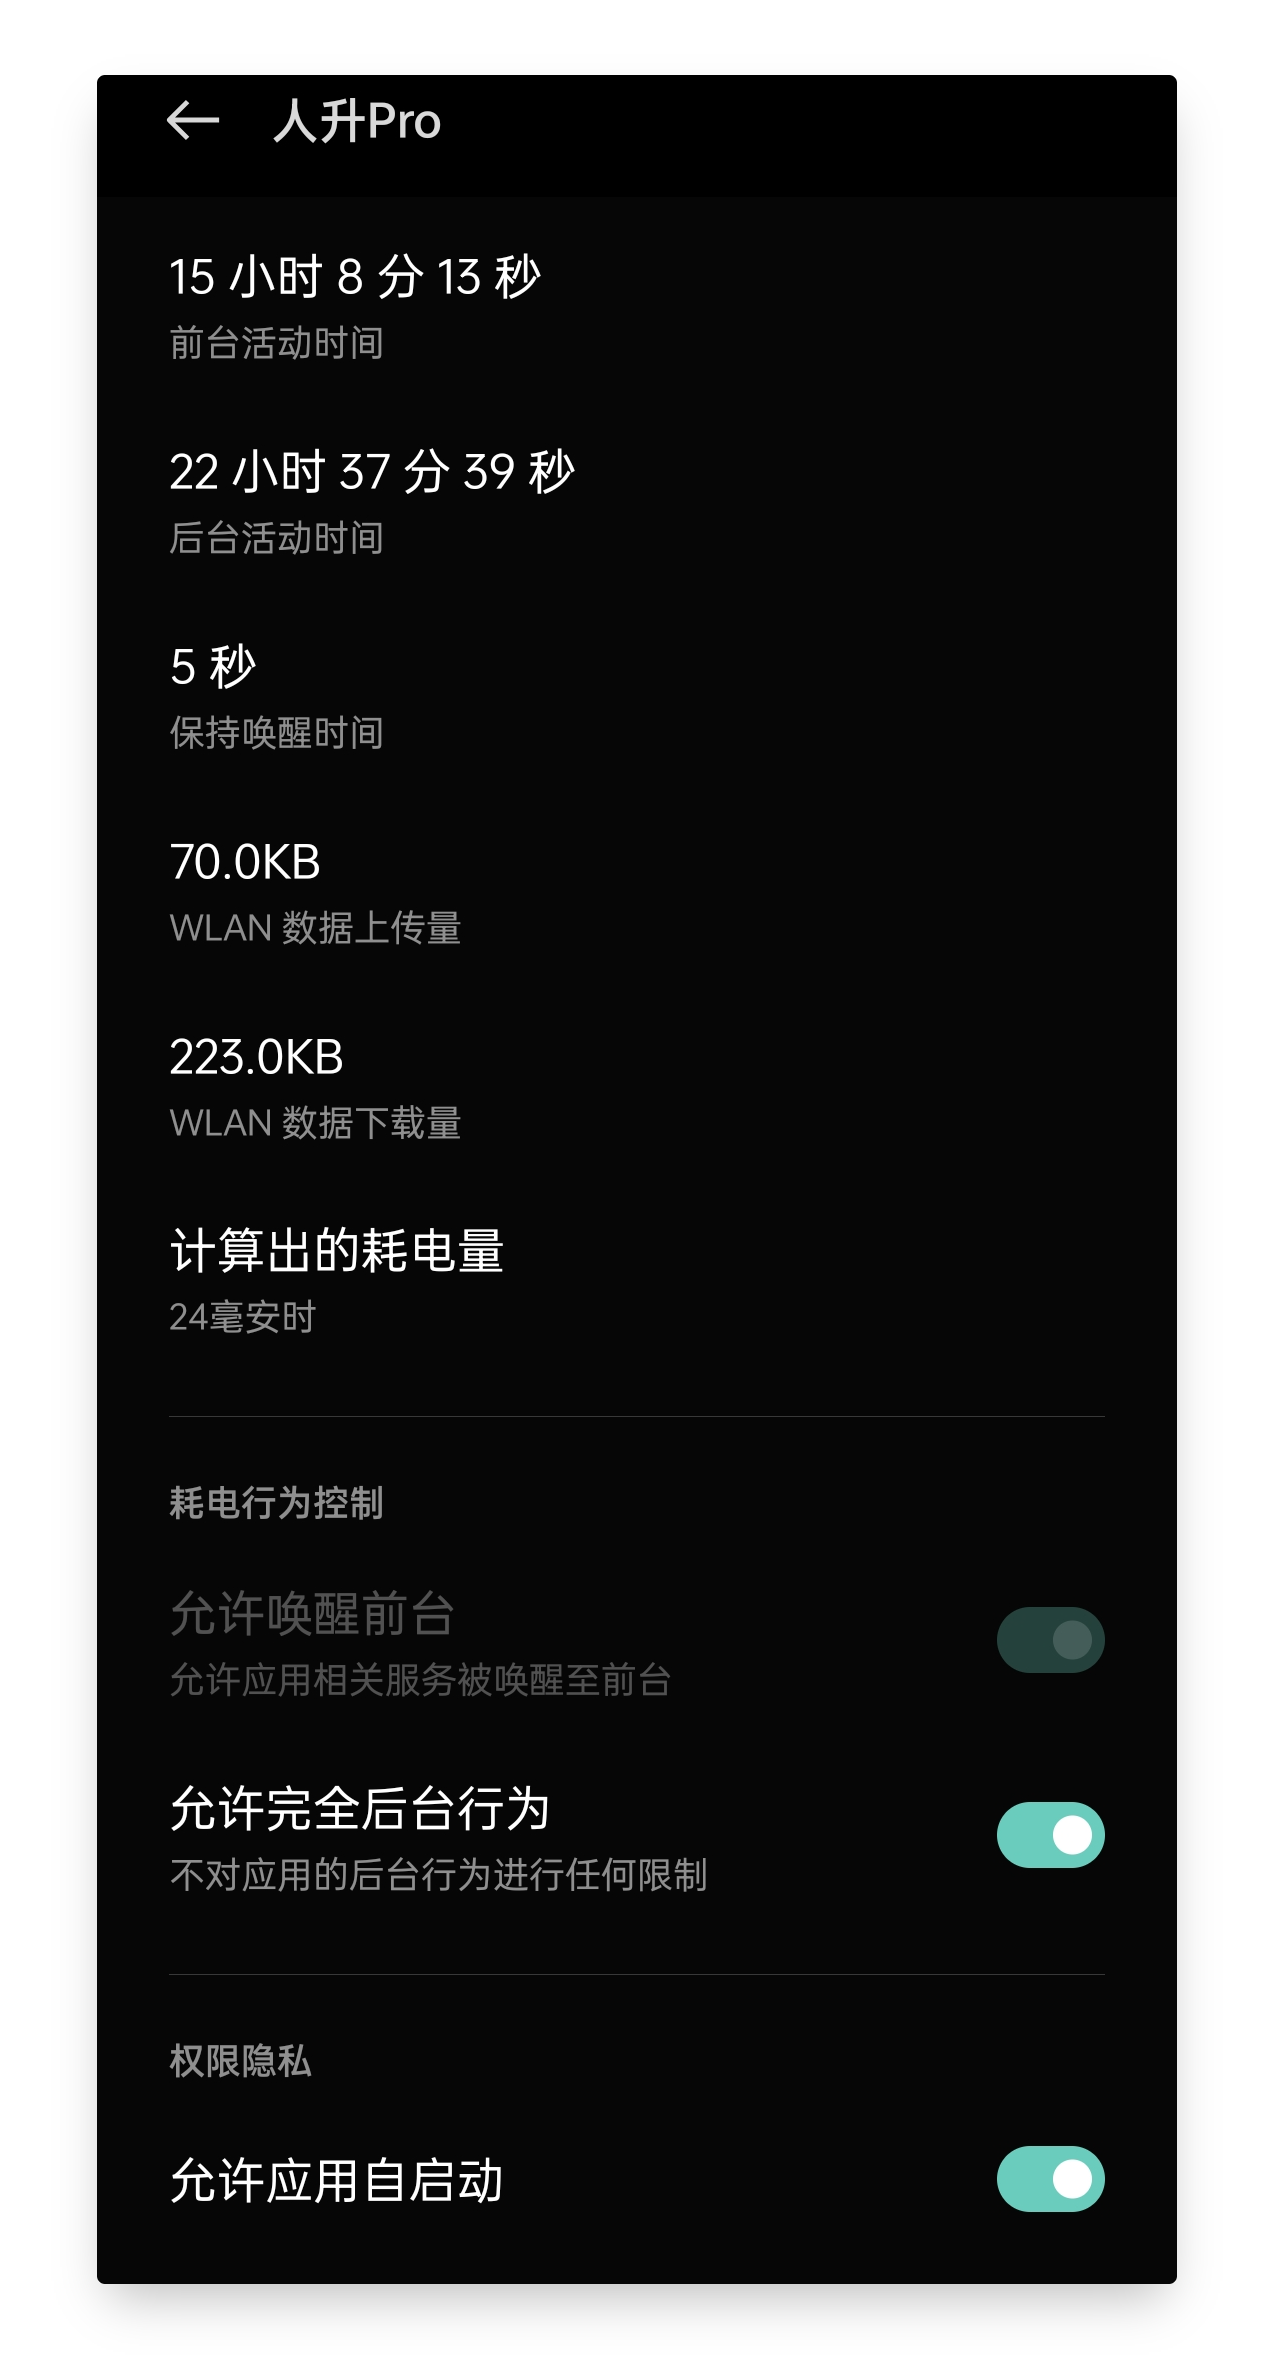 人升Pro
15 小时 8 分 13 秒
前台活动时间
22 小时 37 分 39 秒
后台活动时间
5 秒
保持唤醒时间
70.0KB
WLAN 数据上传量
223.0KB
WLAN 数据下载量
计算出的耗电量
24毫安时
耗电行为控制
允许唤醒前台
允许应用相关服务被唤醒至前台
允许完全后台行为
不对应用的后台行为进行任何限制
权限隐私
允许应用自启动